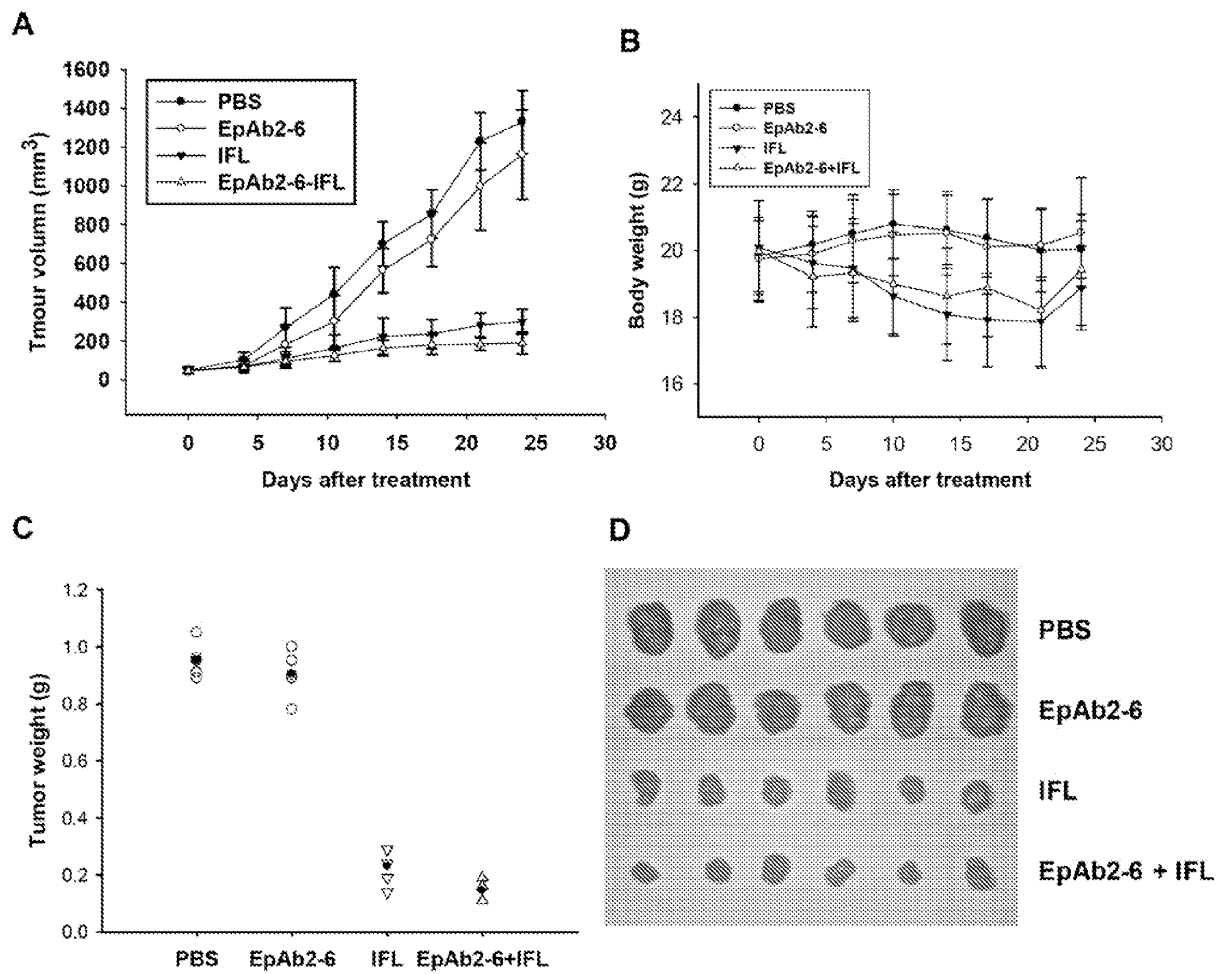 A
1600
1400
1200
1000
800
600
400
200
0
Tmour volumn (mm3)
PBS
EpAb2-6
IFL
EpAb2-6-IFL
0 5 10 15 20 25 30
Days after treatment
B
24
22
20
18
16
Body weight (g)
PBS
EpAb2-6
IFL
EpAb2-6+IFL
0 5 10 15 20 25 30
Days after treatment
C
1.2
1.0
0.8
0.6
0.4
0.2
0.0
Tumor weight (g)
PBS EpAb2-6 IFL EpAb2-6+IFL
D
PBS
EpAb2-6
IFL
EpAb2-6 + IFL